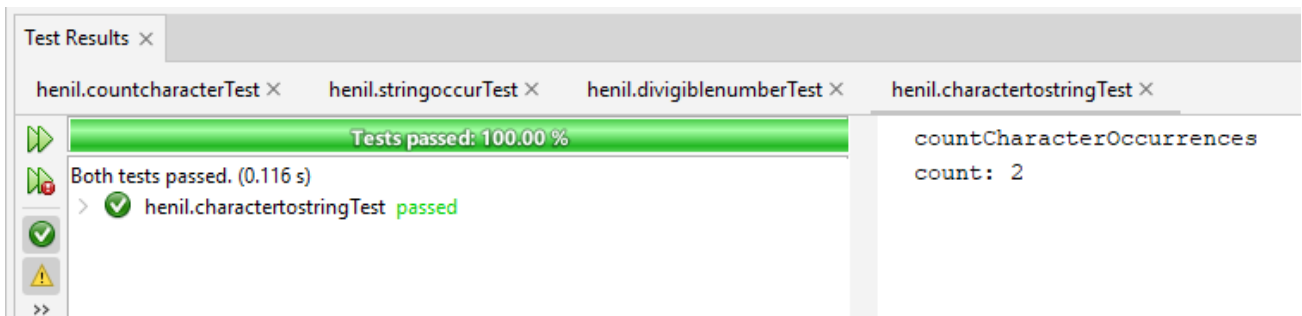 Test Results ×
henil.countcharacterTest × henil.stringoccurTest × henil.divigiblenumberTest × henil.charactertostringTest ×
Tests passed: 100.00 %
Both tests passed. (0.116 s)
henil.charactertostringTest passed
countCharacterOccurrences
count: 2